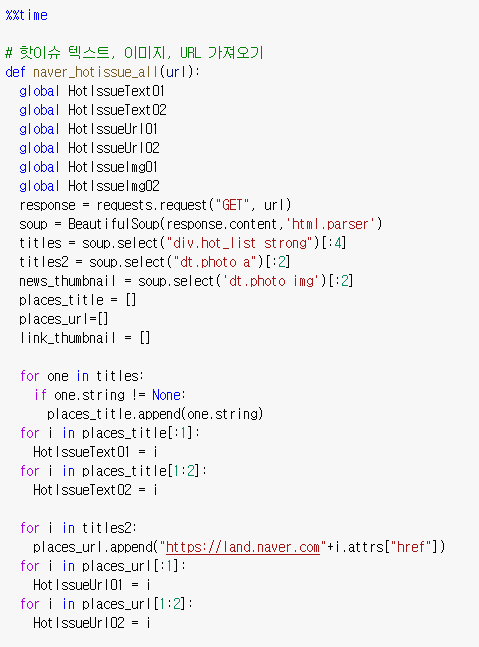 %%time
# 핫이슈 텍스트, 이미지, URL 가져오기
def naver_hotissue_all(url):
global HotIssueText01
global HotIssueText02
global HotIssueUrl01
global HotIssueUrl02
global HotIssueImg01
global HotIssueImg02
response = requests.request("GET", url)
soup = BeautifulSoup(response.content,'html.parser')
titles = soup.select("div.hot_list strong")[:4]
titles2 = soup.select("dt.photo a")[:2]
news_thumbnail = soup.select('dt.photo img')[:2]
places_title = []
places_url=[]
link_thumbnail = []
for one in titles:
if one.string != None:
places_title.append(one.string)
for i in places_title[:1]:
HotIssueText01 = i
for i in places_title[1:2]:
HotIssueText02 = i
for i in titles2:
places_url.append("https://land.naver.com"+i.attrs["href"])
for i in places_url[:1]:
HotIssueUrl01 = i
for i in places_url[1:2]:
HotIssueUrl02 = i